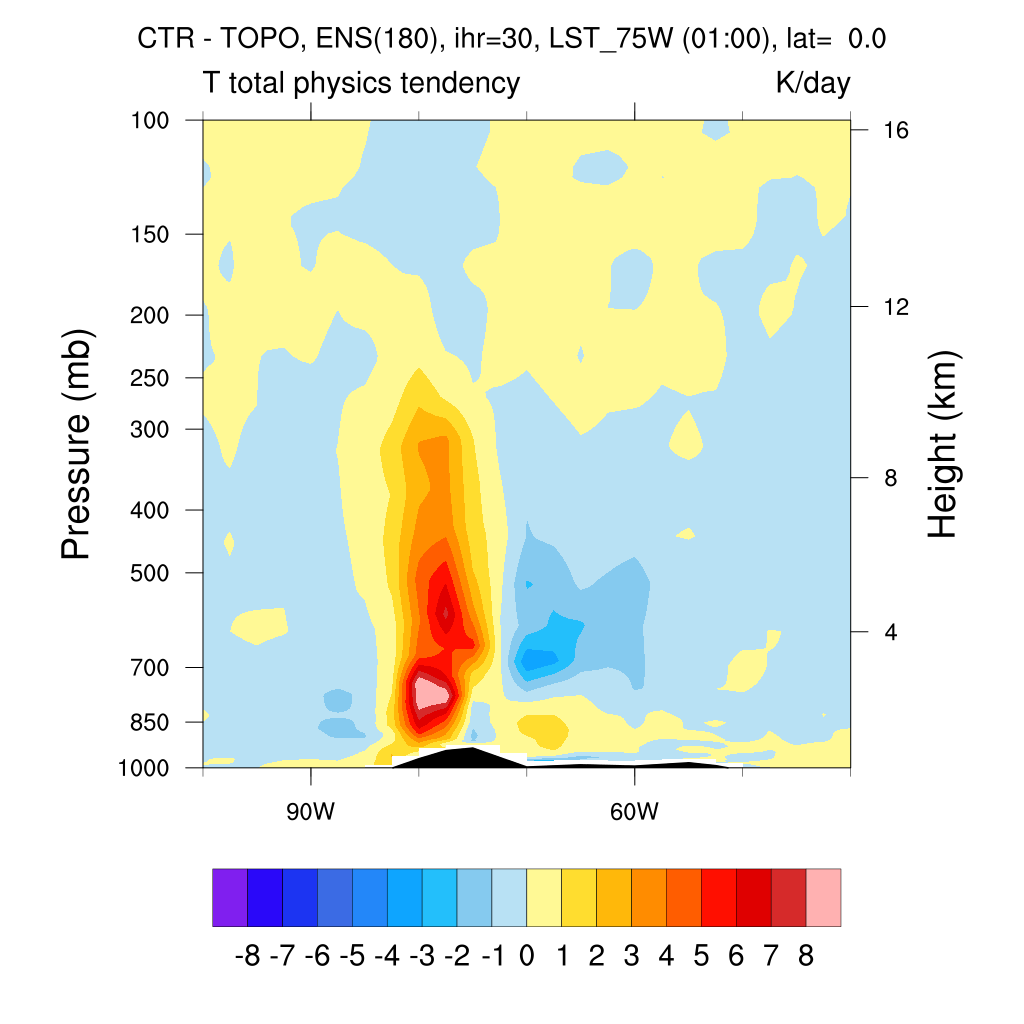 CTR - TOPO, ENS(180), ihr=30, LST_75W (01:00), lat=  0.0
T total physics tendency K/day
100
150
200
250
300
400
500
700
850
1000
Pressure (mb)
16
12
8
4
Height (km)
90W 60W
-8 -7 -6 -5 -4 -3 -2 -1 0 1 2 3 4 5 6 7 8